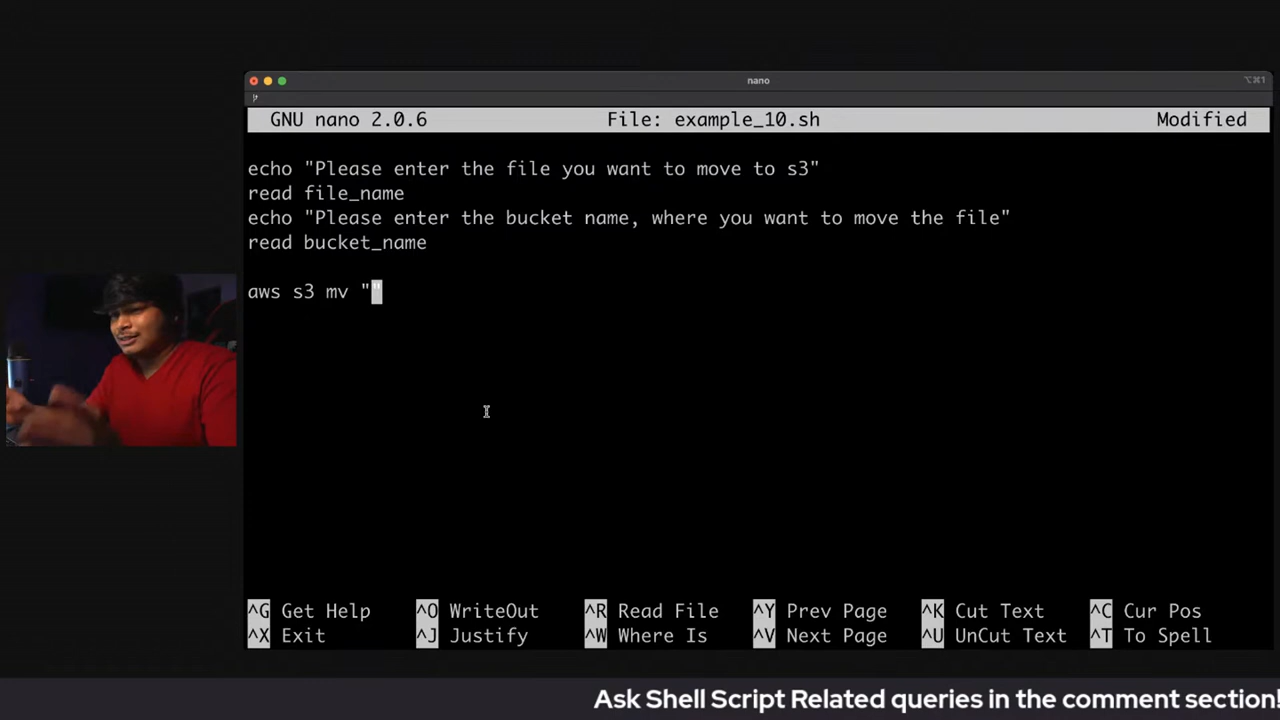 nano
⌥⌘1
GNU nano 2.0.6 File: example_10.sh Modified
echo "Please enter the file you want to move to s3"
read file_name
echo "Please enter the bucket name, where you want to move the file"
read bucket_name
aws s3 mv ""
^G Get Help ^O WriteOut ^R Read File ^Y Prev Page ^K Cut Text ^C Cur Pos
^X Exit ^J Justify ^W Where Is ^V Next Page ^U UnCut Text ^T To Spell
Ask Shell Script Related queries in the comment section!